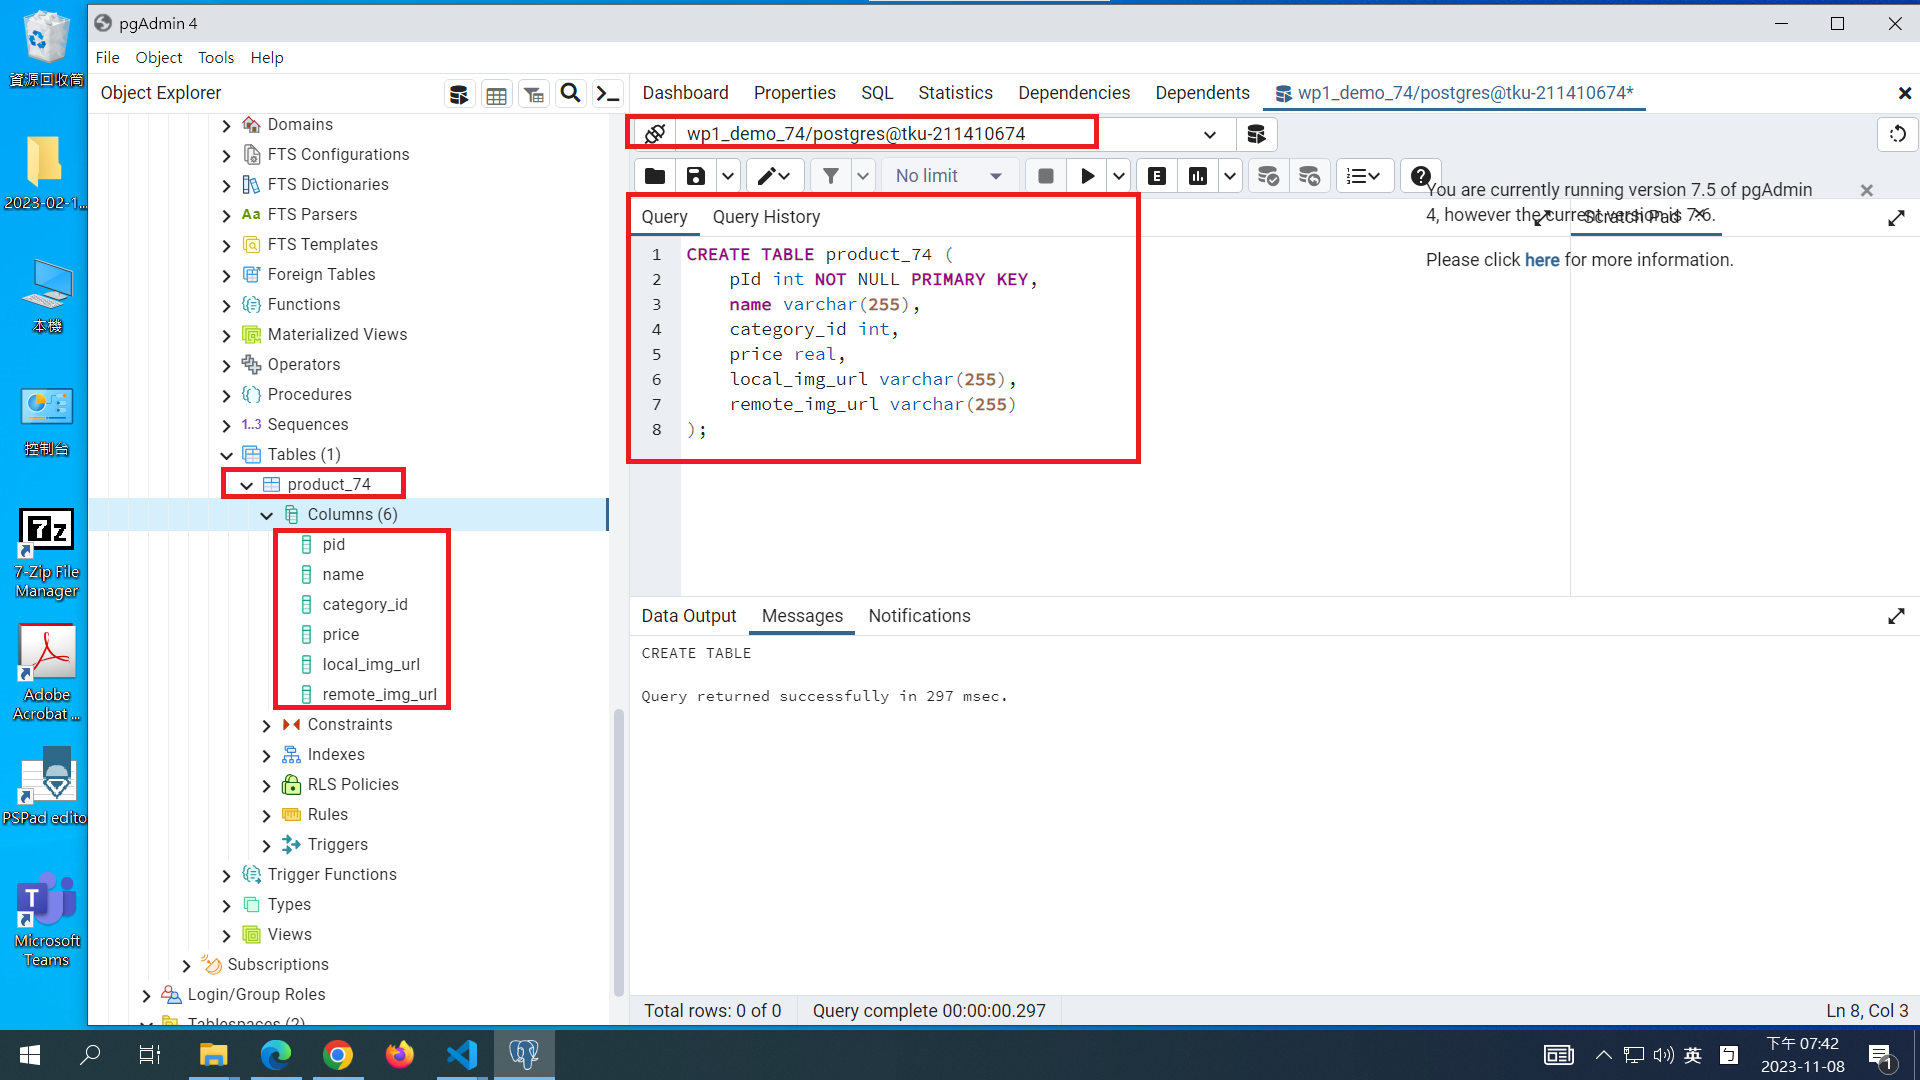 pgAdmin 4
File Object Tools Help
Object Explorer
Dashboard Properties SQL Statistics Dependencies Dependents wp1_demo_74/postgres@tku-211410674*
wp1_demo_74/postgres@tku-211410674
No limit
You are currently running version 7.5 of pgAdmin
4, however the current version is 7.6.
Please click here for more information.
Query Query History
Scratch Pad
1 CREATE TABLE product_74 (
2 pId int NOT NULL PRIMARY KEY,
3 name varchar(255),
4 category_id int,
5 price real,
6 local_img_url varchar(255),
7 remote_img_url varchar(255)
8 );
Domains
FTS Configurations
FTS Dictionaries
Aa FTS Parsers
FTS Templates
Foreign Tables
Functions
Materialized Views
Operators
Procedures
1..3 Sequences
Tables (1)
product_74
Columns (6)
pid
name
category_id
price
local_img_url
remote_img_url
Constraints
Indexes
RLS Policies
Rules
Triggers
Trigger Functions
Types
Views
Subscriptions
Login/Group Roles
Tablespaces (2)
Data Output Messages Notifications
CREATE TABLE
Query returned successfully in 297 msec.
Total rows: 0 of 0 Query complete 00:00:00.297 Ln 8, Col 3
資源回收筒
2023-02-1...
本機
控制台
7z
7-Zip File
Manager
Adobe
Acrobat ...
PSPad edito
T
Microsoft
Teams
英
下午 07:42
2023-11-08
1